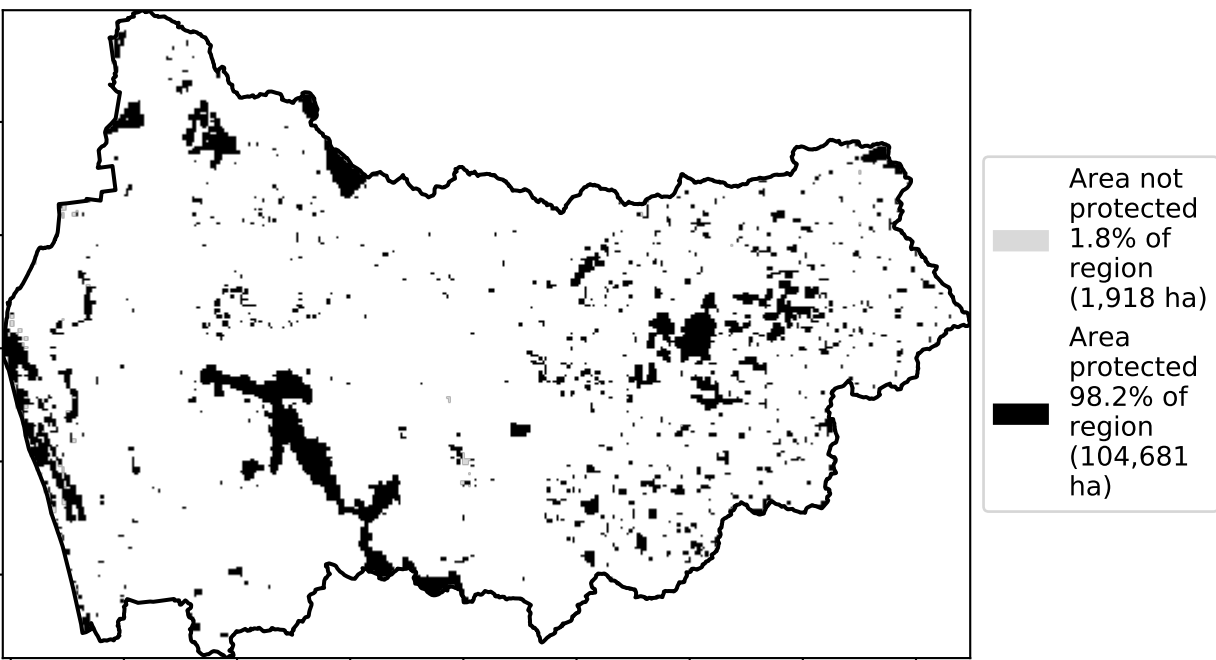 Area not
protected
1.8% of
region
(1,918 ha)
Area
protected
98.2% of
region
(104,681
ha)